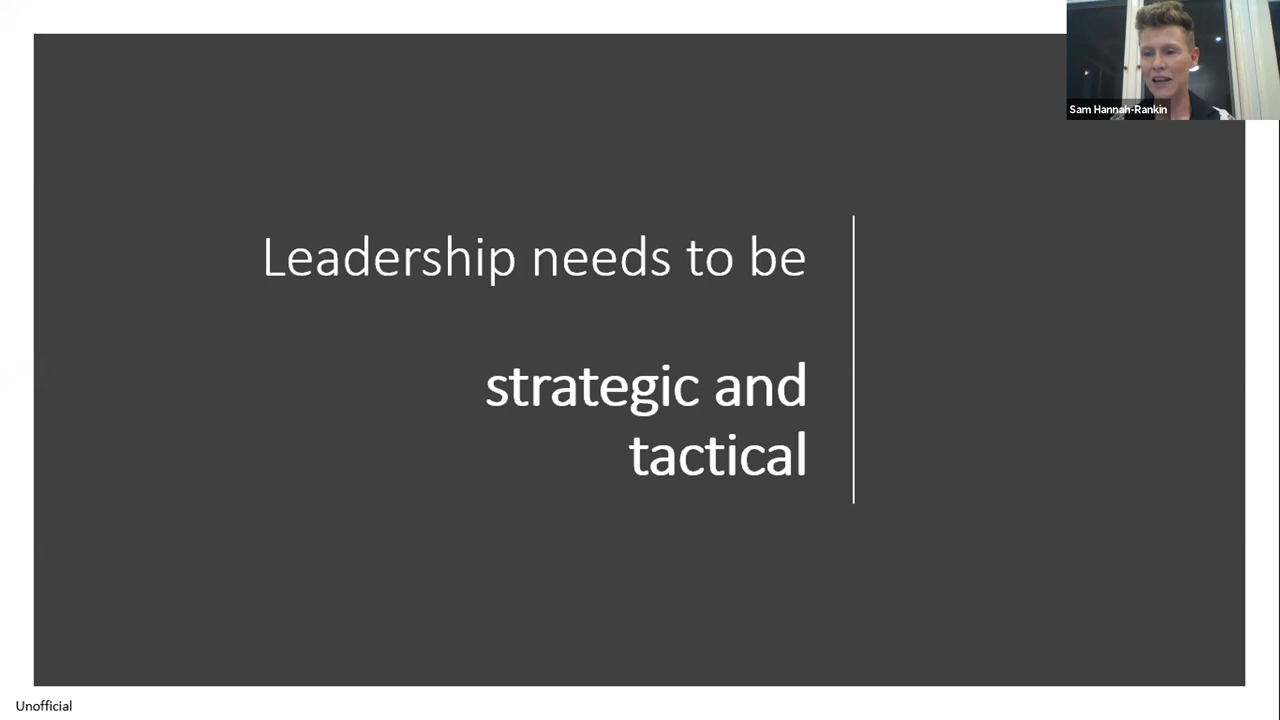 Sam Hannah-Rankin
Leadership needs to be
strategic and
tactical
Unofficial